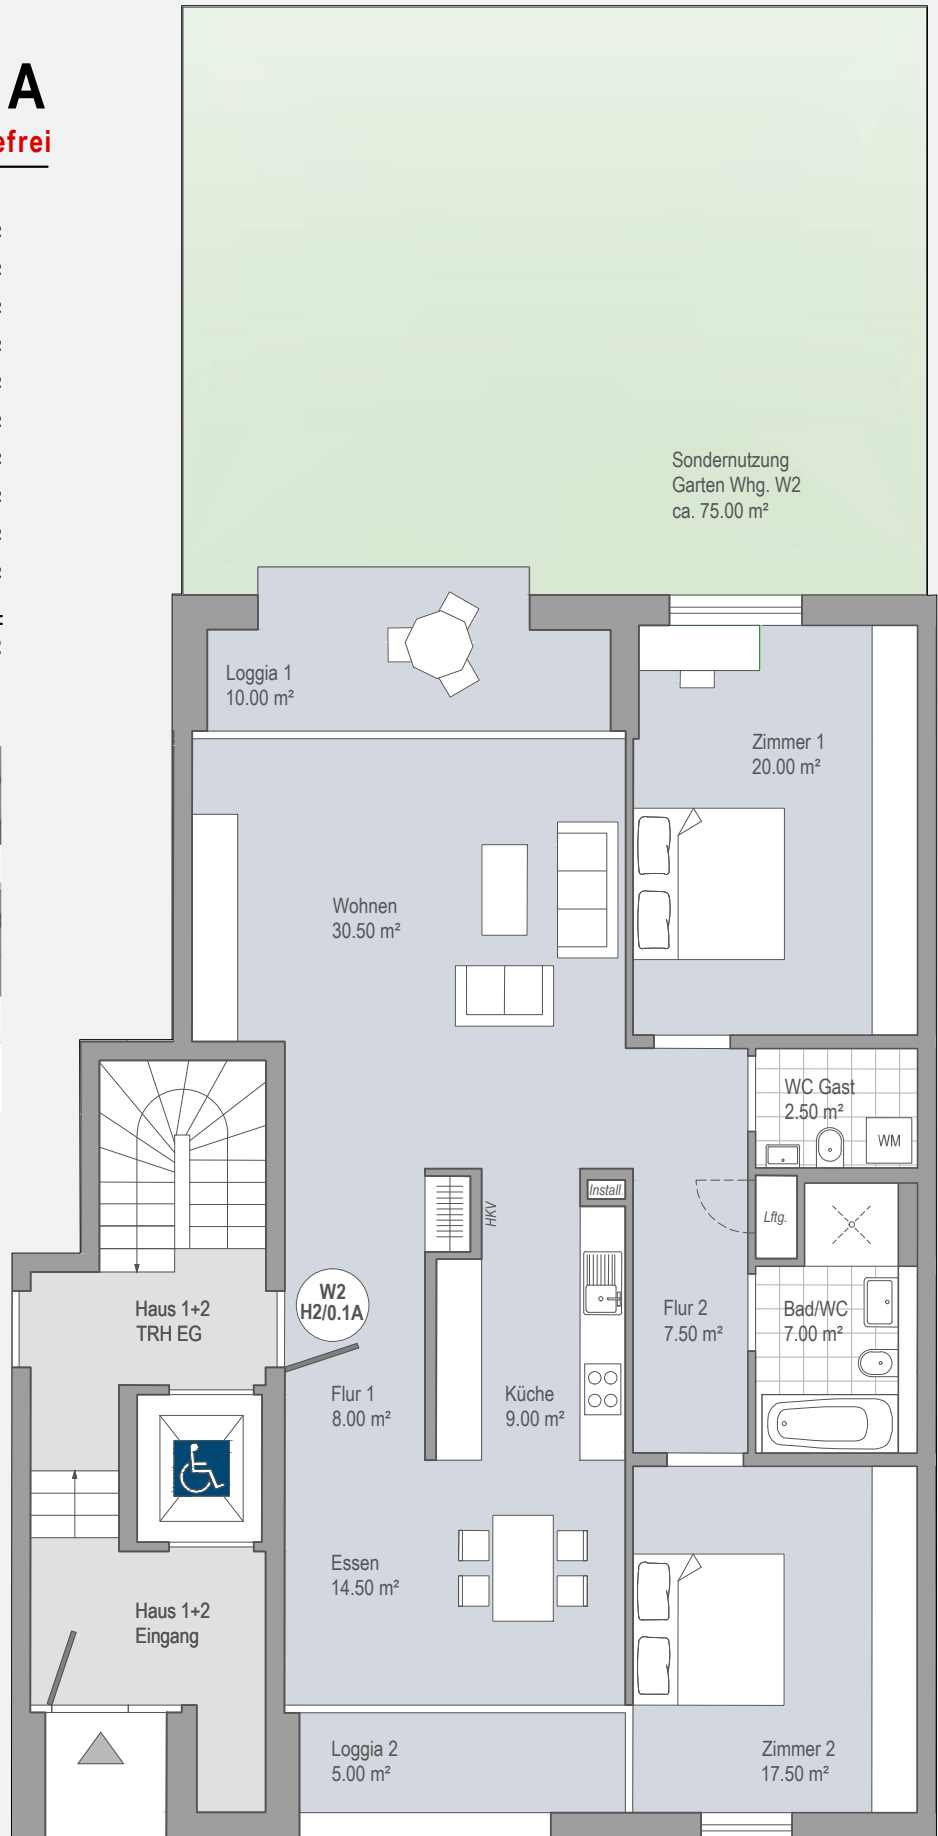 A
efrei
Sondernutzung
Garten Whg. W2
ca. 75.00 m²
Loggia 1
10.00 m²
Zimmer 1
20.00 m²
Wohnen
30.50 m²
WC Gast
2.50 m²
WM
Install.
HKV
Lftg.
W2
H2/0.1A
Haus 1+2
TRH EG
Flur 2
7.50 m²
Bad/WC
7.00 m²
Flur 1
8.00 m²
Küche
9.00 m²
Essen
14.50 m²
Haus 1+2
Eingang
Loggia 2
5.00 m²
Zimmer 2
17.50 m²